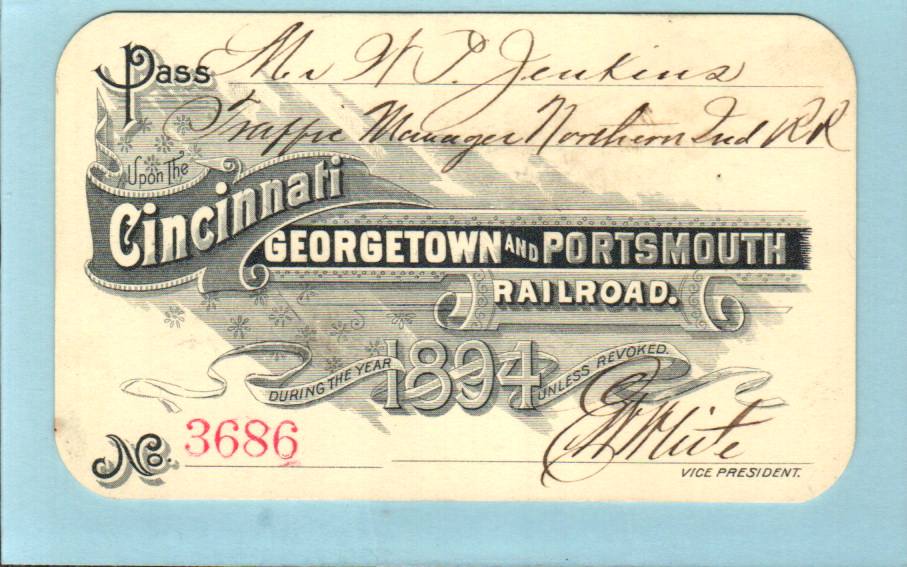 Pass Mr W. P. Jenkins
Traffic Manager Northern Ind RR
Upon The
Cincinnati
GEORGETOWN AND PORTSMOUTH
RAILROAD.
DURING THE YEAR 1894 UNLESS REVOKED.
No. 3686
White
VICE PRESIDENT.